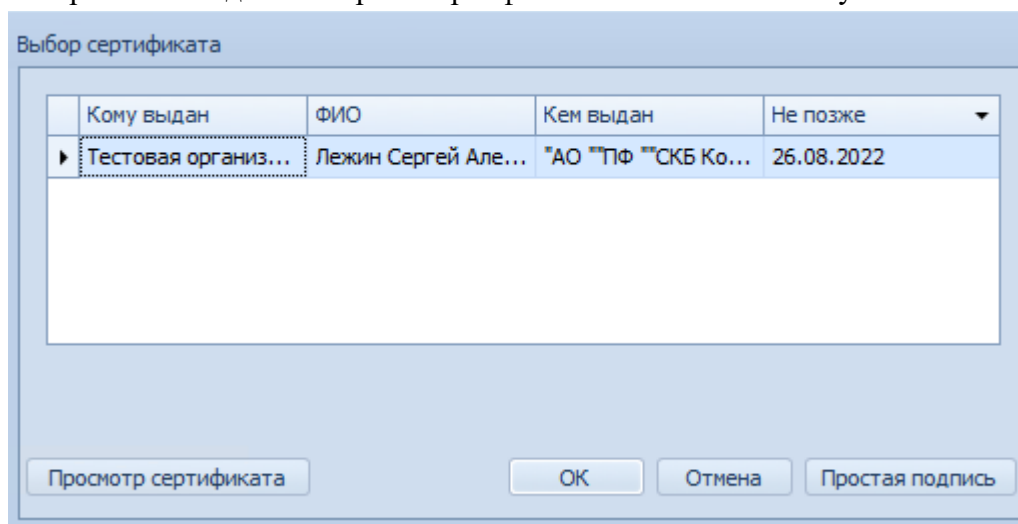 Выбор сертификата
Кому выдан ФИО Кем выдан Не позже
Тестовая организ... Лежин Сергей Але... "АО ""ПФ ""СКБ Ко... 26.08.2022
Просмотр сертификата ОК Отмена Простая подпись